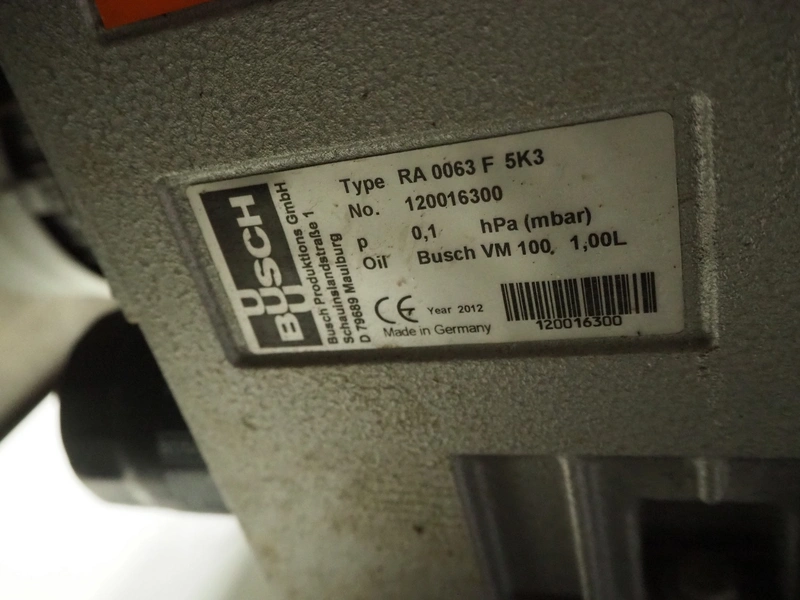 BUSCH
Busch Produktions GmbH
Schauinslandstraße 1
D 79689 Maulburg
Type RA 0063 F 5K3
No. 120016300
p 0,1 hPa (mbar)
Oil Busch VM 100, 1,00L
CE Year 2012
Made in Germany
120016300